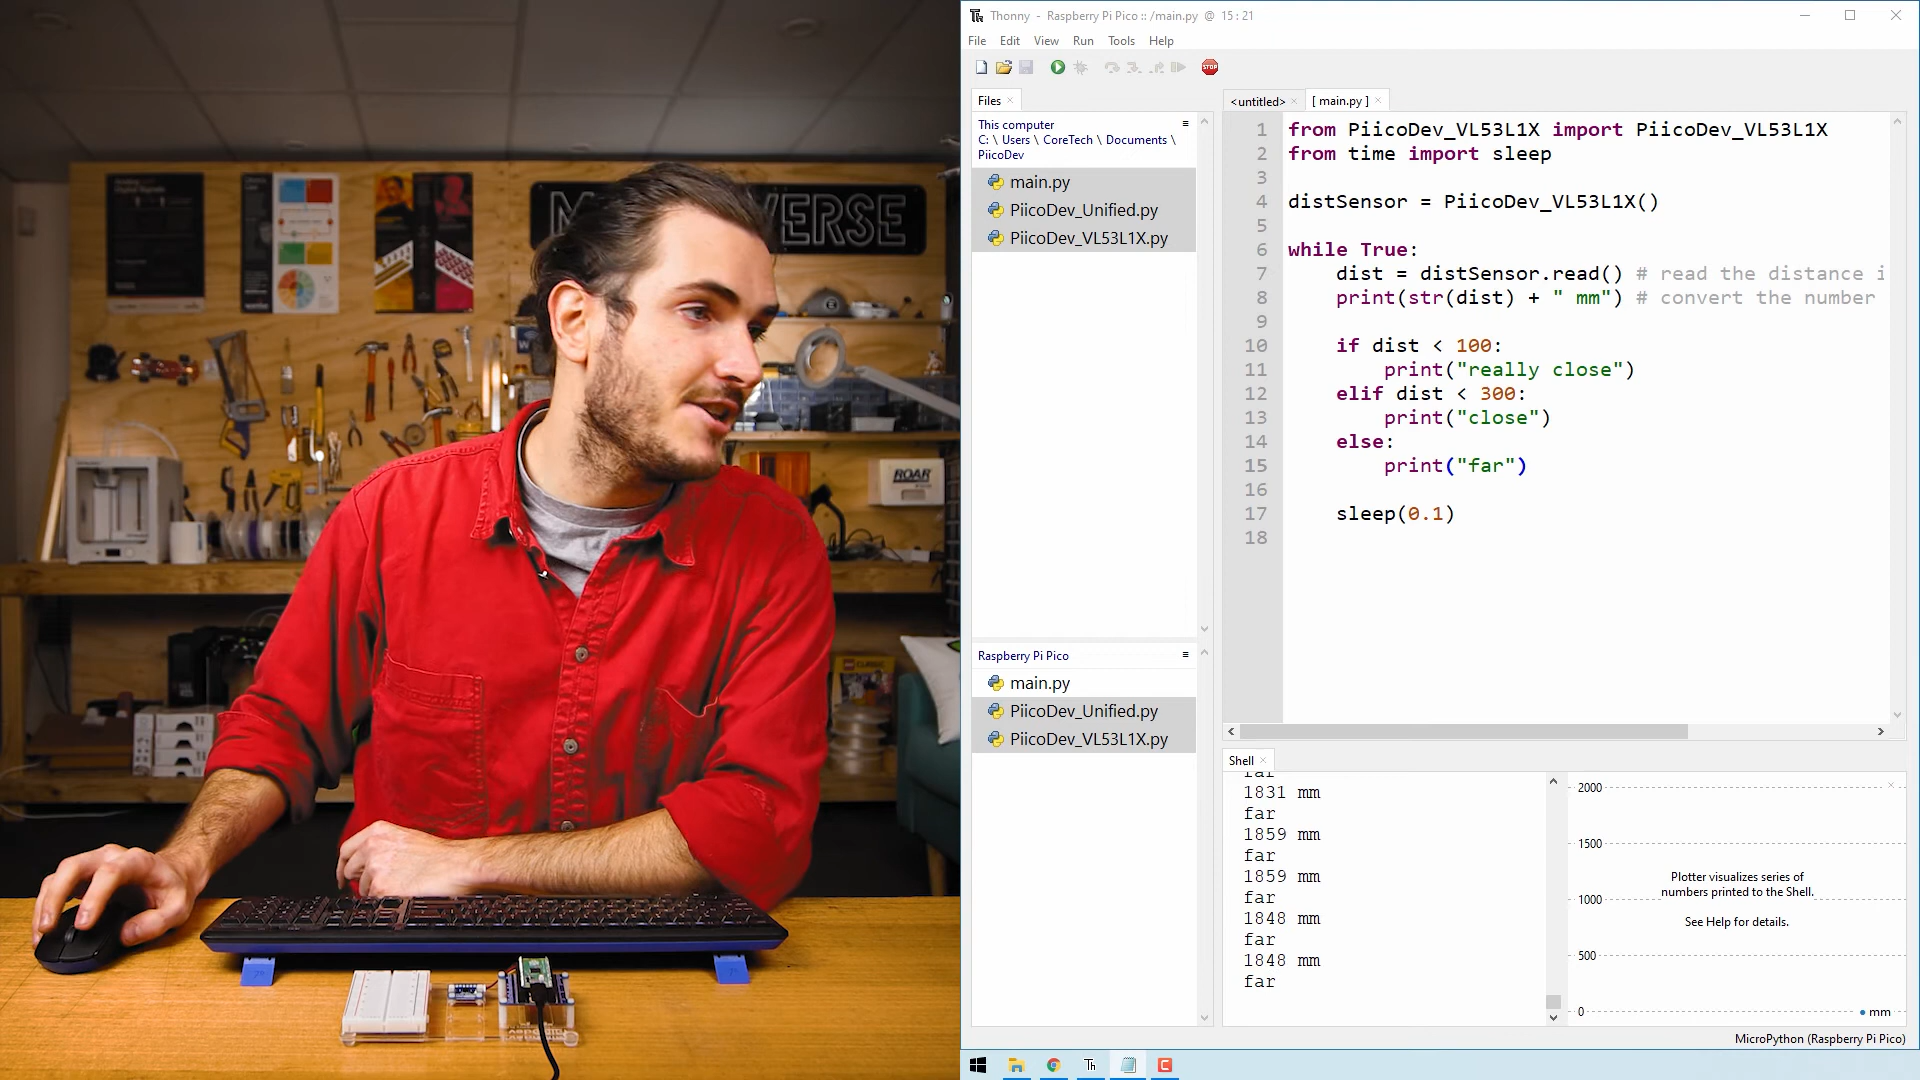 Thonny - Raspberry Pi Pico :: /main.py @ 15 : 21
File Edit View Run Tools Help
STOP
Files
<untitled> [ main.py ]
This computer
C: \ Users \ CoreTech \ Documents \
PiicoDev
main.py
PiicoDev_Unified.py
PiicoDev_VL53L1X.py
1 from PiicoDev_VL53L1X import PiicoDev_VL53L1X
2 from time import sleep
3
4 distSensor = PiicoDev_VL53L1X()
5
6 while True:
7 dist = distSensor.read() # read the distance i
8 print(str(dist) + " mm") # convert the number
9
10 if dist < 100:
11 print("really close")
12 elif dist < 300:
13 print("close")
14 else:
15 print("far")
16
17 sleep(0.1)
18
Raspberry Pi Pico
main.py
PiicoDev_Unified.py
PiicoDev_VL53L1X.py
Shell
far
1831 mm
far
1859 mm
far
1859 mm
far
1848 mm
far
1848 mm
far
2000
1500
1000
500
0
Plotter visualizes series of
numbers printed to the Shell.
See Help for details.
mm
MicroPython (Raspberry Pi Pico)
Th
C
VERSE
ROAR
LEGO CLASSIC